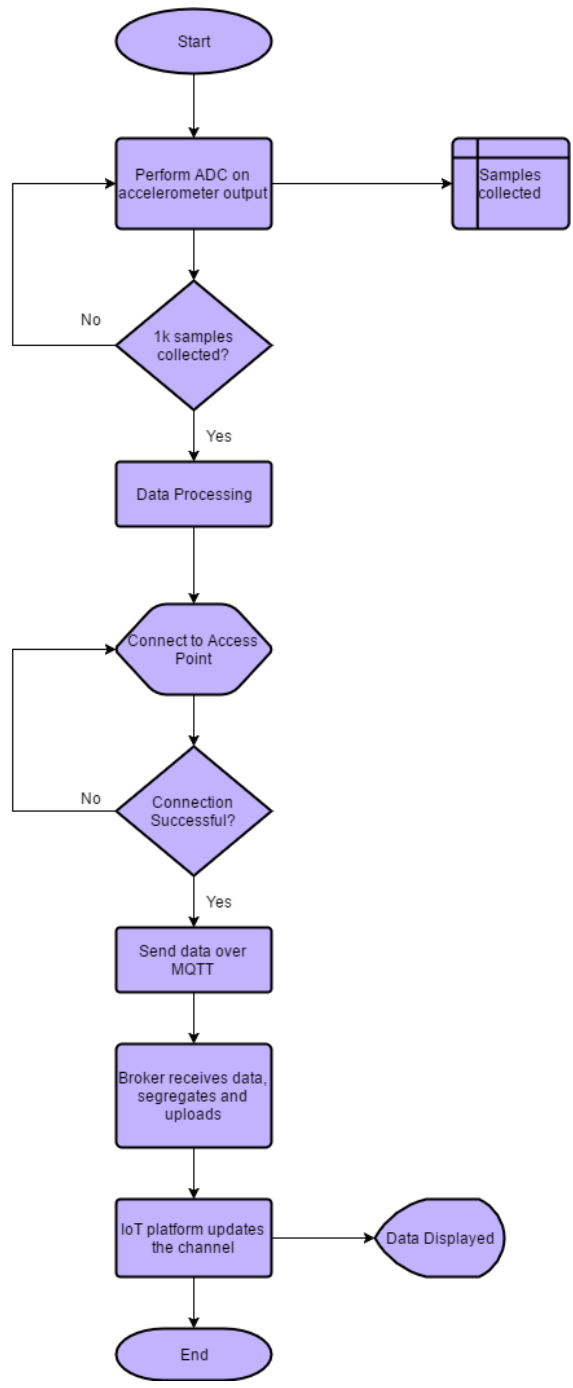 Start
Perform ADC on
accelerometer output
Samples
collected
No
1k samples
collected?
Yes
Data Processing
Connect to Access
Point
No
Connection
Successful?
Yes
Send data over
MQTT
Broker receives data,
segregates and
uploads
IoT platform updates
the channel
Data Displayed
End